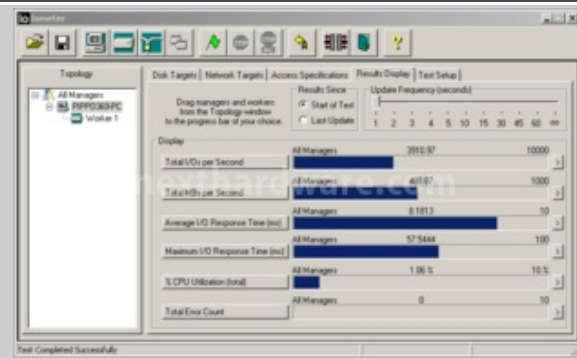 Iometer
Topology
All Managers
PIPPO369-PC
Worker 1
Disk Targets
Network Targets
Access Specifications
Results Display
Test Setup
Drag managers and workers
from the Topology window
to the progress bar of your choice.
Results Since
Start of Test
Last Update
Update Frequency (seconds)
1 2 3 4 5 10 15 30 45 60 ∞
Display
All Managers 3910.97 10000
Total I/Os per Second
All Managers 1000
Total MBs per Second
nexthardware.com
All Managers 8.1813 10
Average I/O Response Time (ms)
All Managers 57.5444 100
Maximum I/O Response Time (ms)
All Managers 1.06 % 10 %
% CPU Utilization (total)
All Managers 0 10
Total Error Count
Test Completed Successfully